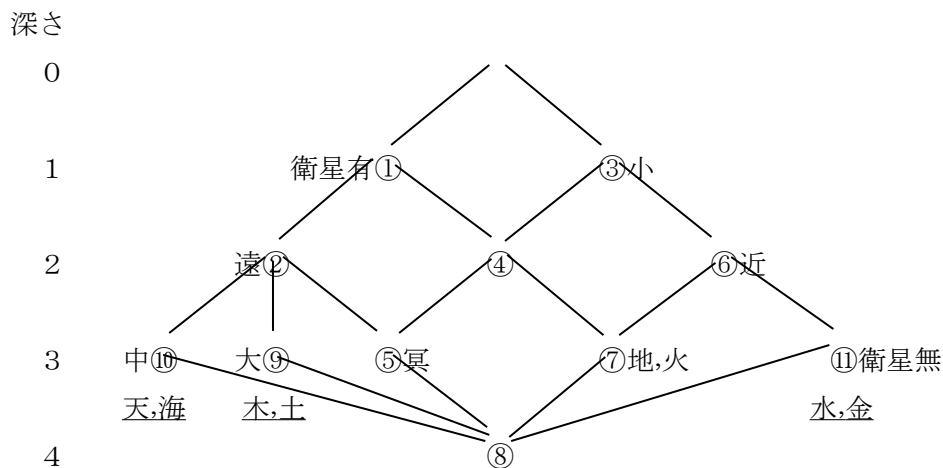 深さ
0
1 衛星有① ③小
2 遠② ④ ⑥近
3 中⑩ 大⑨ ⑤冥 ⑦地,火 ⑪衛星無
天,海 木,土 水,金
4 ⑧